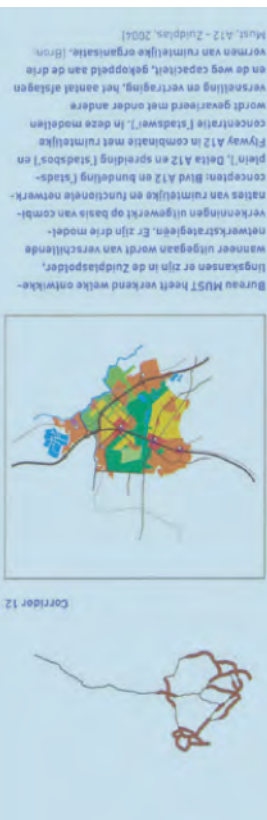 Corridor 12
Bureau MUST heeft verkend welke ontwikke-
lingskansen er zijn in de Zuidplaspolder,
wanneer uitgegaan wordt van verschillende
netwerkstrategieën. Er zijn drie model-
verkenningen uitgewerkt op basis van combi-
naties van ruimtelijke en functionele netwerk-
concepten: Blvd A12 en bundeling ('stads-
plein'), Delta A12 en spreiding ('stadsbos') en
Flyway A12 in combinatie met ruimtelijke
concentratie ('stadswei'). In deze modellen
wordt gevarieerd met onder andere
versnelling en vertraging, het aantal afslagen
en de weg capaciteit, gekoppeld aan de drie
vormen van ruimtelijke organisatie. (Bron:
Must, A12 - Zuidplas, 2004)